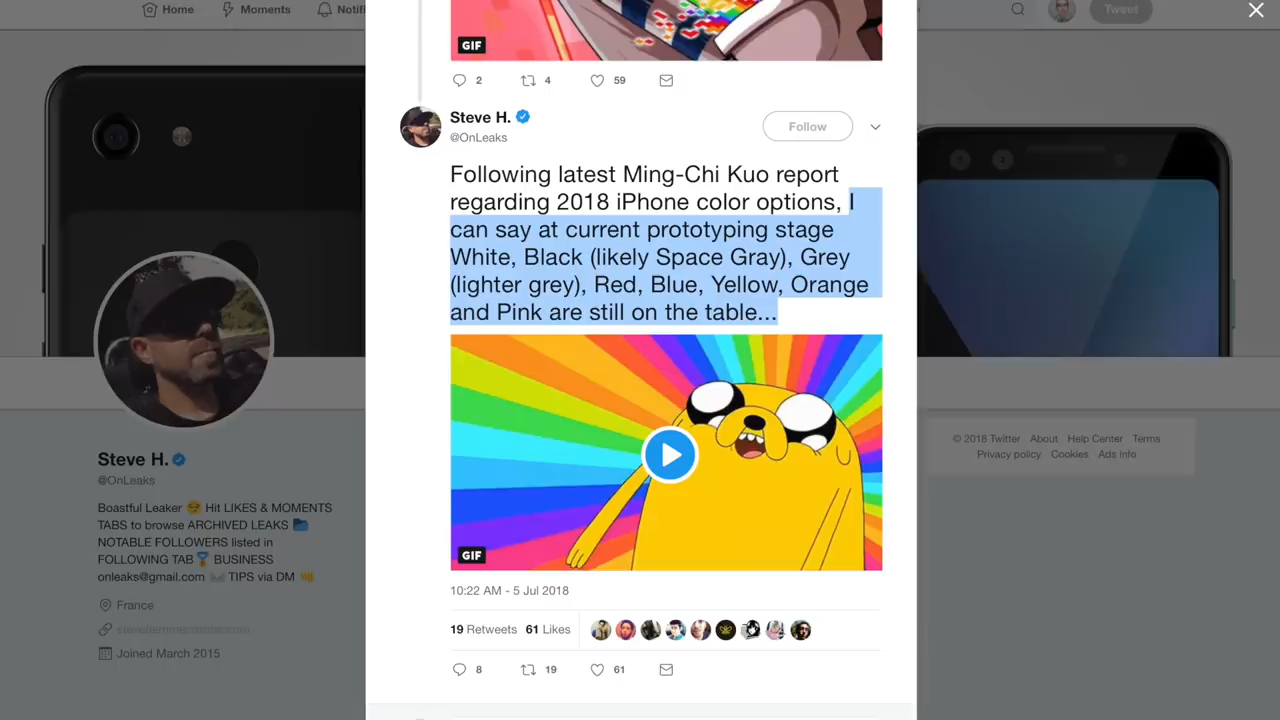 Home
Moments
Notifi
Tweet
GIF
2
4
59
Steve H.
@OnLeaks
Follow
Following latest Ming-Chi Kuo report
regarding 2018 iPhone color options, I
can say at current prototyping stage
White, Black (likely Space Gray), Grey
(lighter grey), Red, Blue, Yellow, Orange
and Pink are still on the table...
GIF
10:22 AM - 5 Jul 2018
19 Retweets 61 Likes
8
19
61
Steve H.
@OnLeaks
Boastful Leaker 😏 Hit LIKES & MOMENTS
TABS to browse ARCHIVED LEAKS 📂
NOTABLE FOLLOWERS listed in
FOLLOWING TAB 🎖 BUSINESS
onleaks@gmail.com 📨 TIPS via DM 👊
France
Joined March 2015
© 2018 Twitter About Help Center Terms
Privacy policy Cookies Ads info